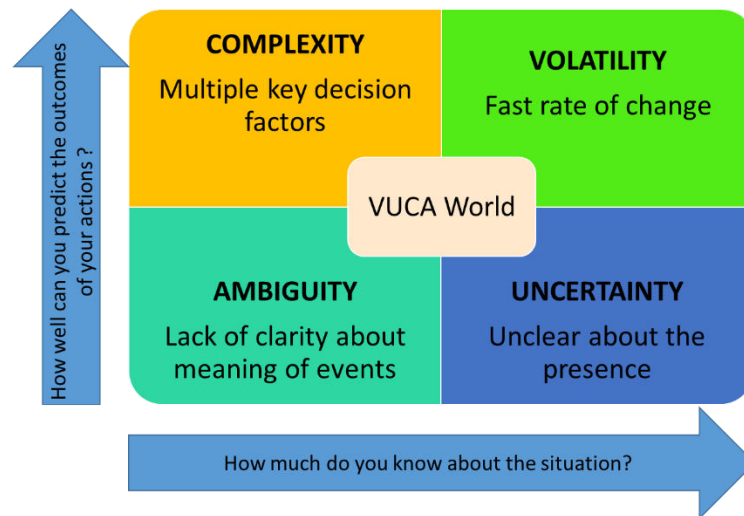 How well can you predict the outcomes
of your actions ?
COMPLEXITY
Multiple key decision
factors
VOLATILITY
Fast rate of change
VUCA World
AMBIGUITY
Lack of clarity about
meaning of events
UNCERTAINTY
Unclear about the
presence
How much do you know about the situation?